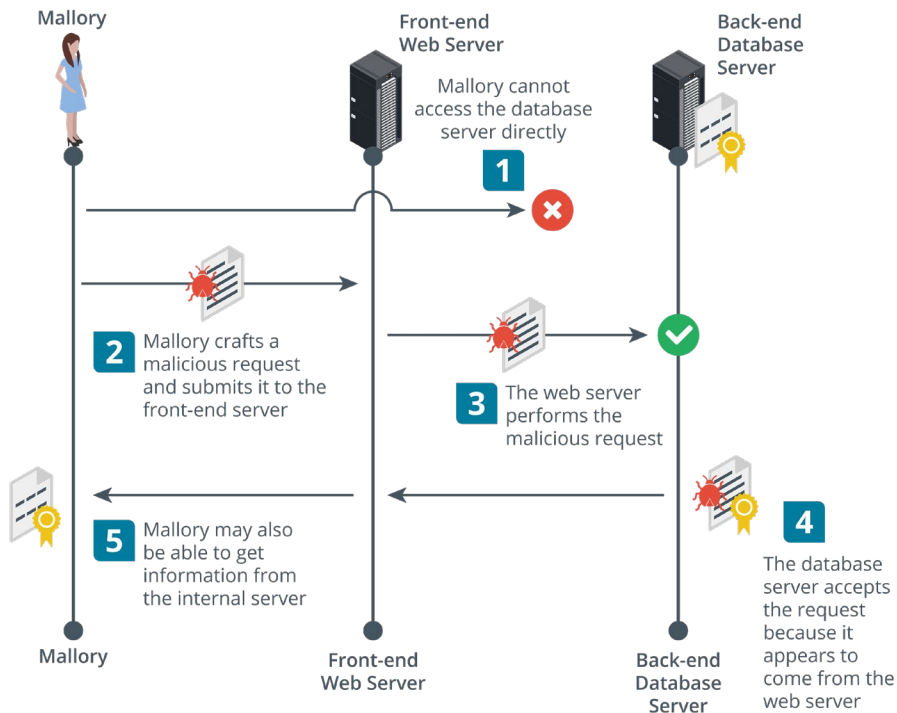 Mallory
Front-end
Web Server
Back-end
Database
Server
Mallory cannot
access the database
server directly
1
2
Mallory crafts a
malicious request
and submits it to the
front-end server
3
The web server
performs the
malicious request
4
The database
server accepts
the request
because it
appears to
come from the
web server
5
Mallory may also
be able to get
information from
the internal server
Mallory
Front-end
Web Server
Back-end
Database
Server